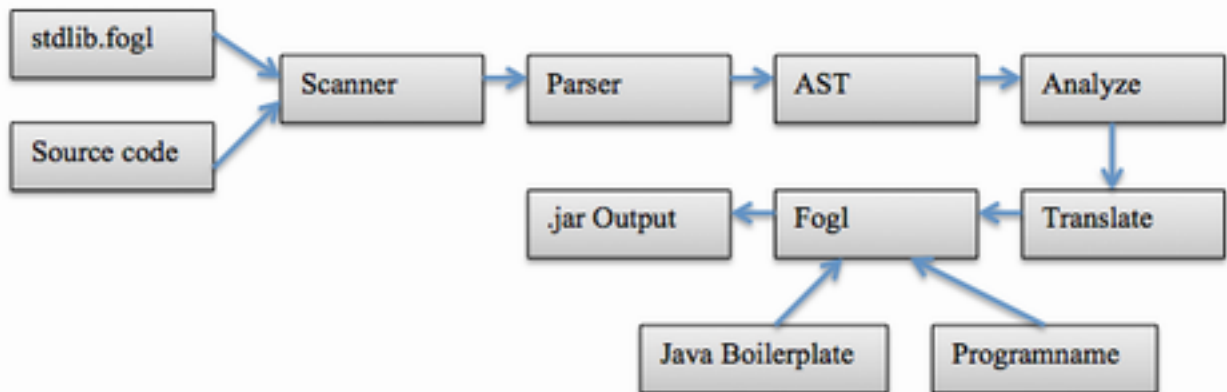 stdlib.fogl
Source code
Scanner
Parser
AST
Analyze
.jar Output
Fogl
Translate
Java Boilerplate
Programname